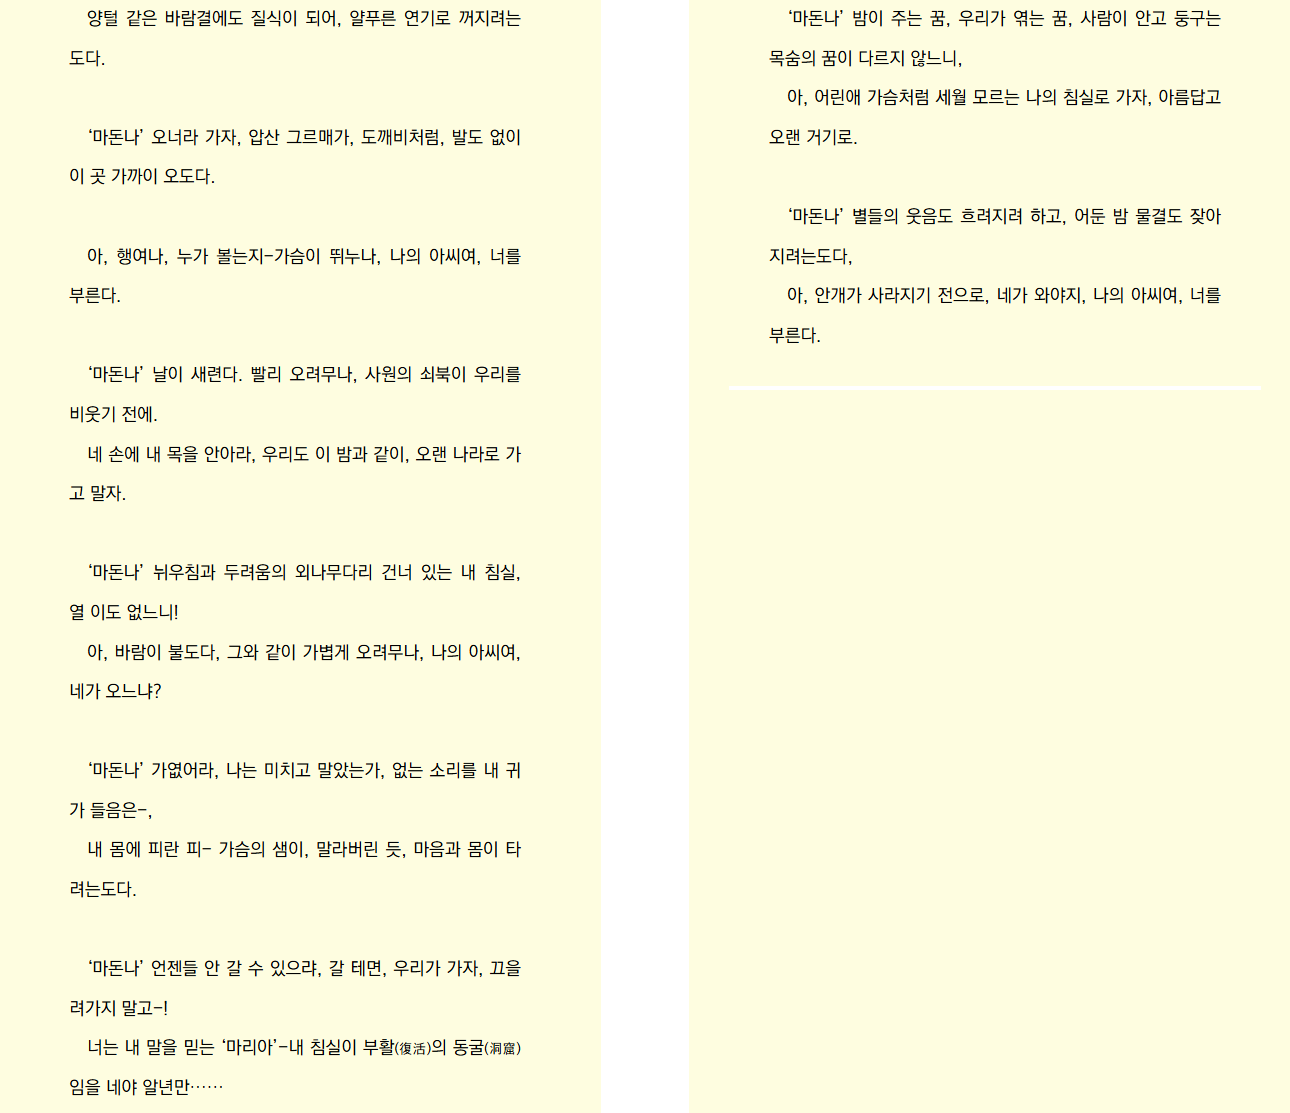 양털 같은 바람결에도 질식이 되어, 얄푸른 연기로 꺼지려는
도다.
‘마돈나’ 오너라 가자, 압산 그르매가, 도깨비처럼, 발도 없이
이 곳 가까이 오도다.
아, 행여나, 누가 볼는지-가슴이 뛰누나, 나의 아씨여, 너를
부른다.
‘마돈나’ 날이 새련다. 빨리 오려무나, 사원의 쇠북이 우리를
비웃기 전에.
네 손에 내 목을 안아라, 우리도 이 밤과 같이, 오랜 나라로 가
고 말자.
‘마돈나’ 뉘우침과 두려움의 외나무다리 건너 있는 내 침실,
열 이도 없느니!
아, 바람이 불도다, 그와 같이 가볍게 오려무나, 나의 아씨여,
네가 오느냐?
‘마돈나’ 가엾어라, 나는 미치고 말았는가, 없는 소리를 내 귀
가 들음은-,
내 몸에 피란 피- 가슴의 샘이, 말라버린 듯, 마음과 몸이 타
려는도다.
‘마돈나’ 언젠들 안 갈 수 있으랴, 갈 테면, 우리가 가자, 끄을
려가지 말고-!
너는 내 말을 믿는 ‘마리아’-내 침실이 부활(復活)의 동굴(洞窟)
임을 네야 알년만……
‘마돈나’ 밤이 주는 꿈, 우리가 엮는 꿈, 사람이 안고 둥구는
목숨의 꿈이 다르지 않느니,
아, 어린애 가슴처럼 세월 모르는 나의 침실로 가자, 아름답고
오랜 거기로.
‘마돈나’ 별들의 웃음도 흐려지려 하고, 어둔 밤 물결도 잦아
지려는도다,
아, 안개가 사라지기 전으로, 네가 와야지, 나의 아씨여, 너를
부른다.